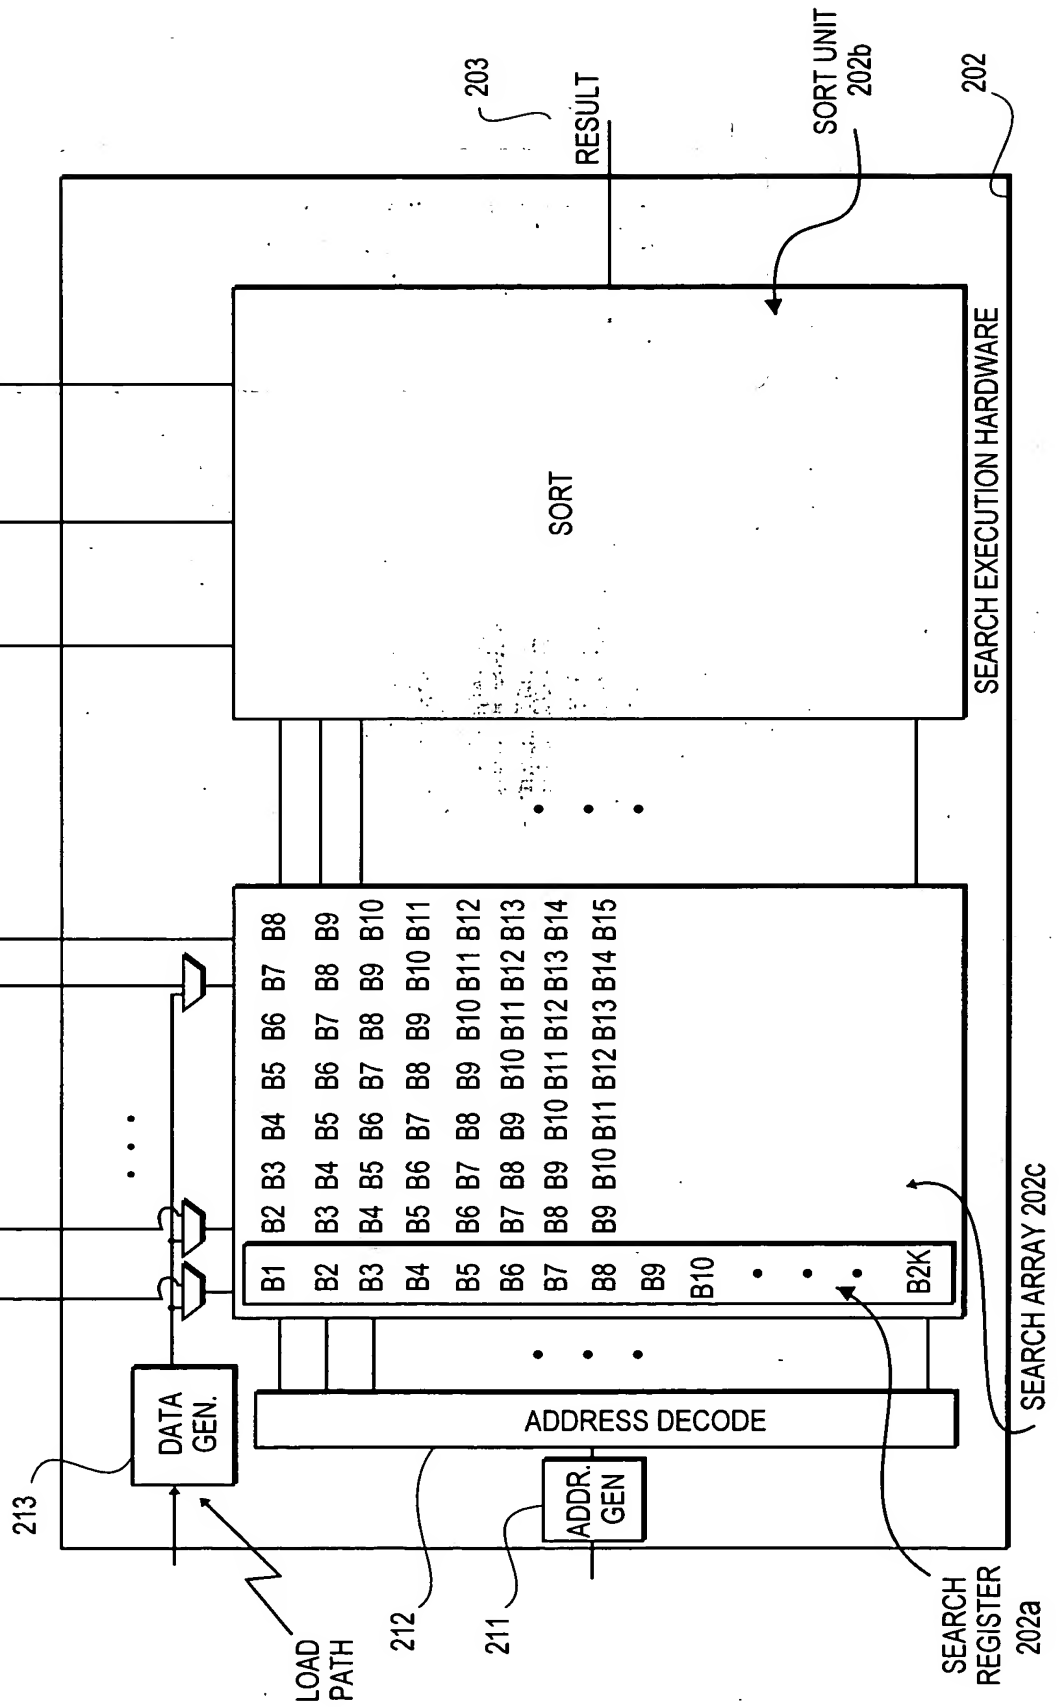 213
LOAD
PATH
DATA
GEN.
212
211
ADDR.
GEN
ADDRESS DECODE
SEARCH
REGISTER
202a
B1 B2 B3 B4 B5 B6 B7 B8
B2 B3 B4 B5 B6 B7 B8 B9
B3 B4 B5 B6 B7 B8 B9 B10
B4 B5 B6 B7 B8 B9 B10 B11
B5 B6 B7 B8 B9 B10 B11 B12
B6 B7 B8 B9 B10 B11 B12 B13
B7 B8 B9 B10 B11 B12 B13 B14
B8 B9 B10 B11 B12 B13 B14 B15
B9
B10
B2K
SEARCH ARRAY 202c
SORT
SEARCH EXECUTION HARDWARE
RESULT
203
SORT UNIT
202b
202